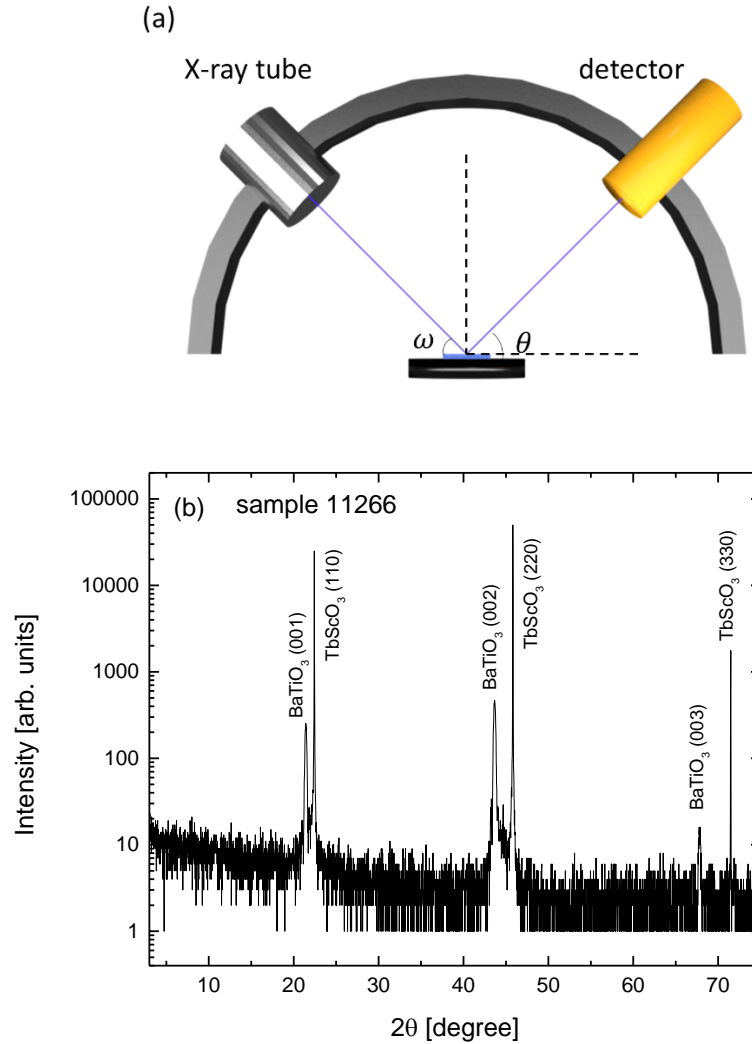 (a)
X-ray tube
detector
ω
θ
(b)
sample 11266
100000
10000
1000
100
10
1
Intensity [arb. units]
BaTiO₃ (001)
TbScO₃ (110)
BaTiO₃ (002)
TbScO₃ (220)
BaTiO₃ (003)
TbScO₃ (330)
10 20 30 40 50 60 70
2θ [degree]